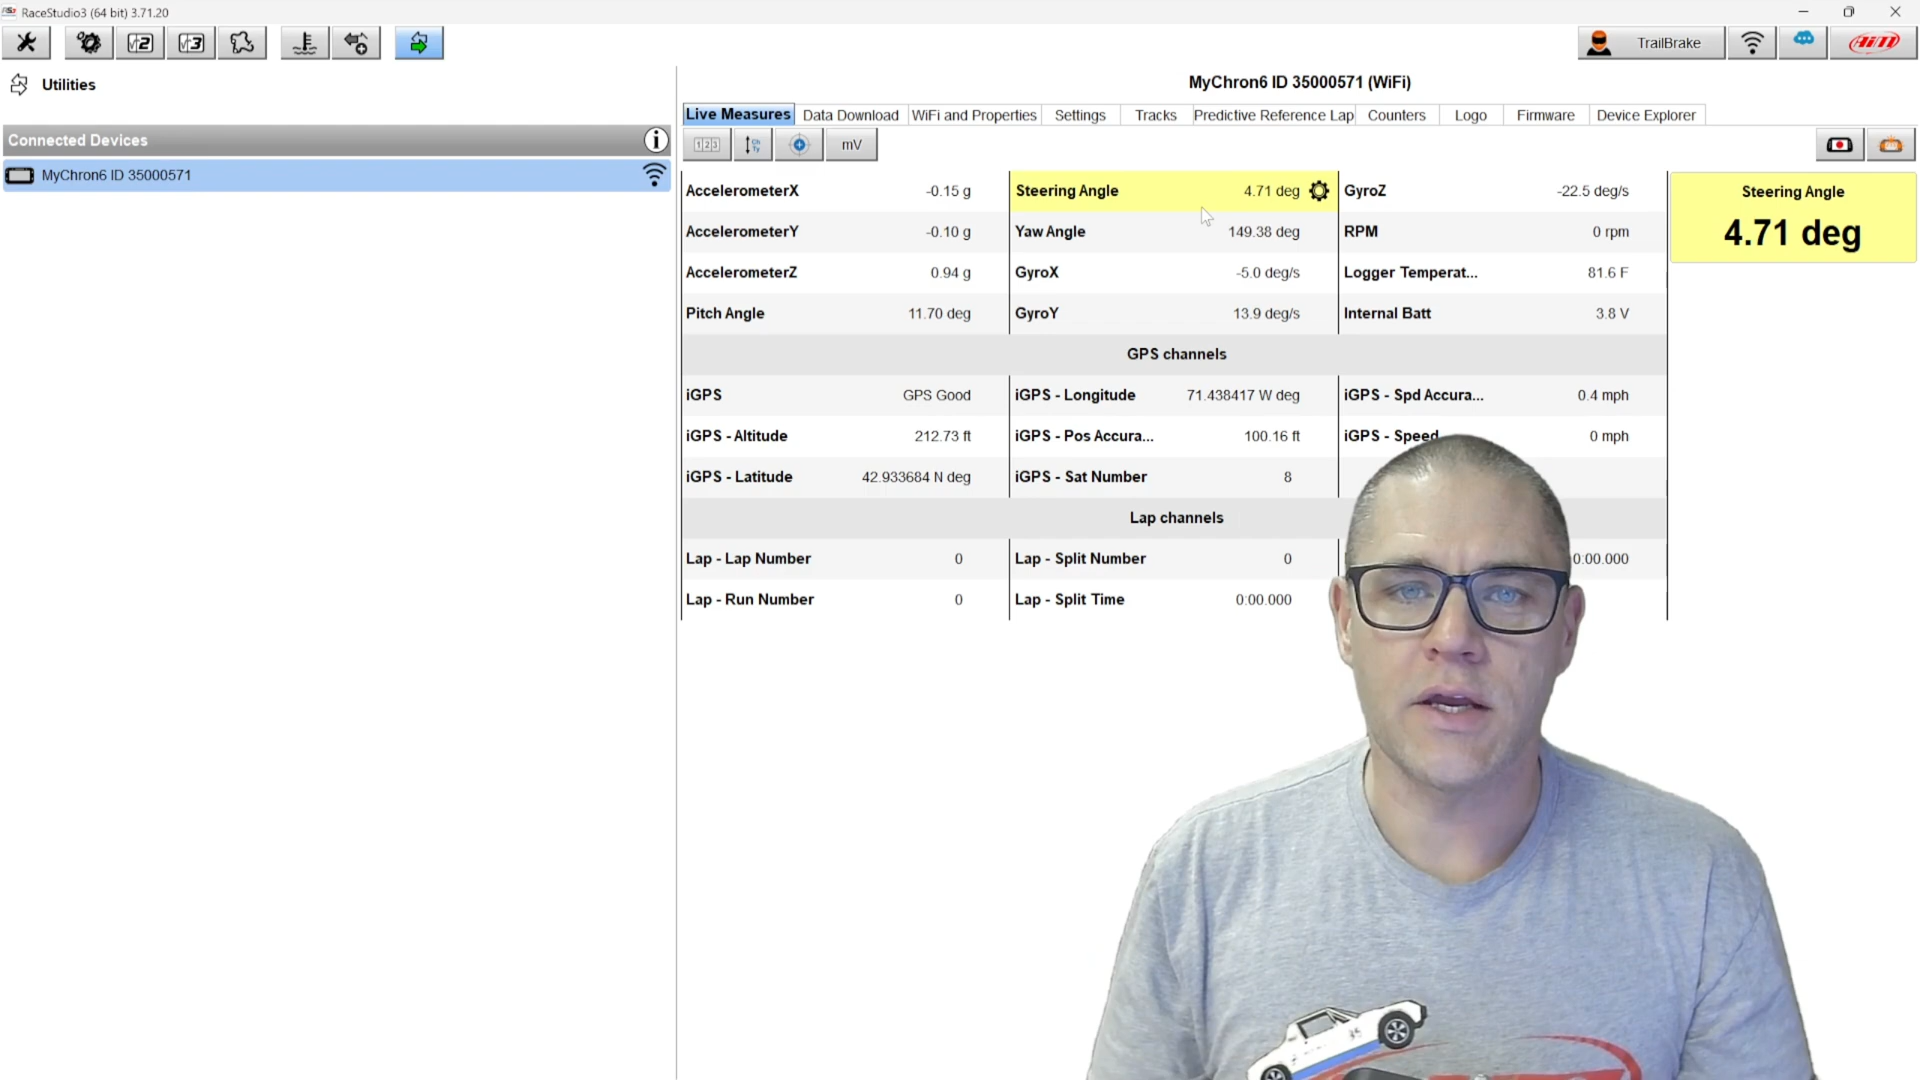 RaceStudio3 (64 bit) 3.71.20
TrailBrake
AiM
Utilities
MyChron6 ID 35000571 (WiFi)
Live Measures Data Download WiFi and Properties Settings Tracks Predictive Reference Lap Counters Logo Firmware Device Explorer
Connected Devices
MyChron6 ID 35000571
123 Ch Ty mV
AccelerometerX -0.15 g Steering Angle 4.71 deg GyroZ -22.5 deg/s
AccelerometerY -0.10 g Yaw Angle 149.38 deg RPM 0 rpm
AccelerometerZ 0.94 g GyroX -5.0 deg/s Logger Temperat... 81.6 F
Pitch Angle 11.70 deg GyroY 13.9 deg/s Internal Batt 3.8 V
Steering Angle
4.71 deg
GPS channels
iGPS GPS Good iGPS - Longitude 71.438417 W deg iGPS - Spd Accura... 0.4 mph
iGPS - Altitude 212.73 ft iGPS - Pos Accura... 100.16 ft iGPS - Speed 0 mph
iGPS - Latitude 42.933684 N deg iGPS - Sat Number 8
Lap channels
Lap - Lap Number 0 Lap - Split Number 0 0:00.000
Lap - Run Number 0 Lap - Split Time 0:00.000